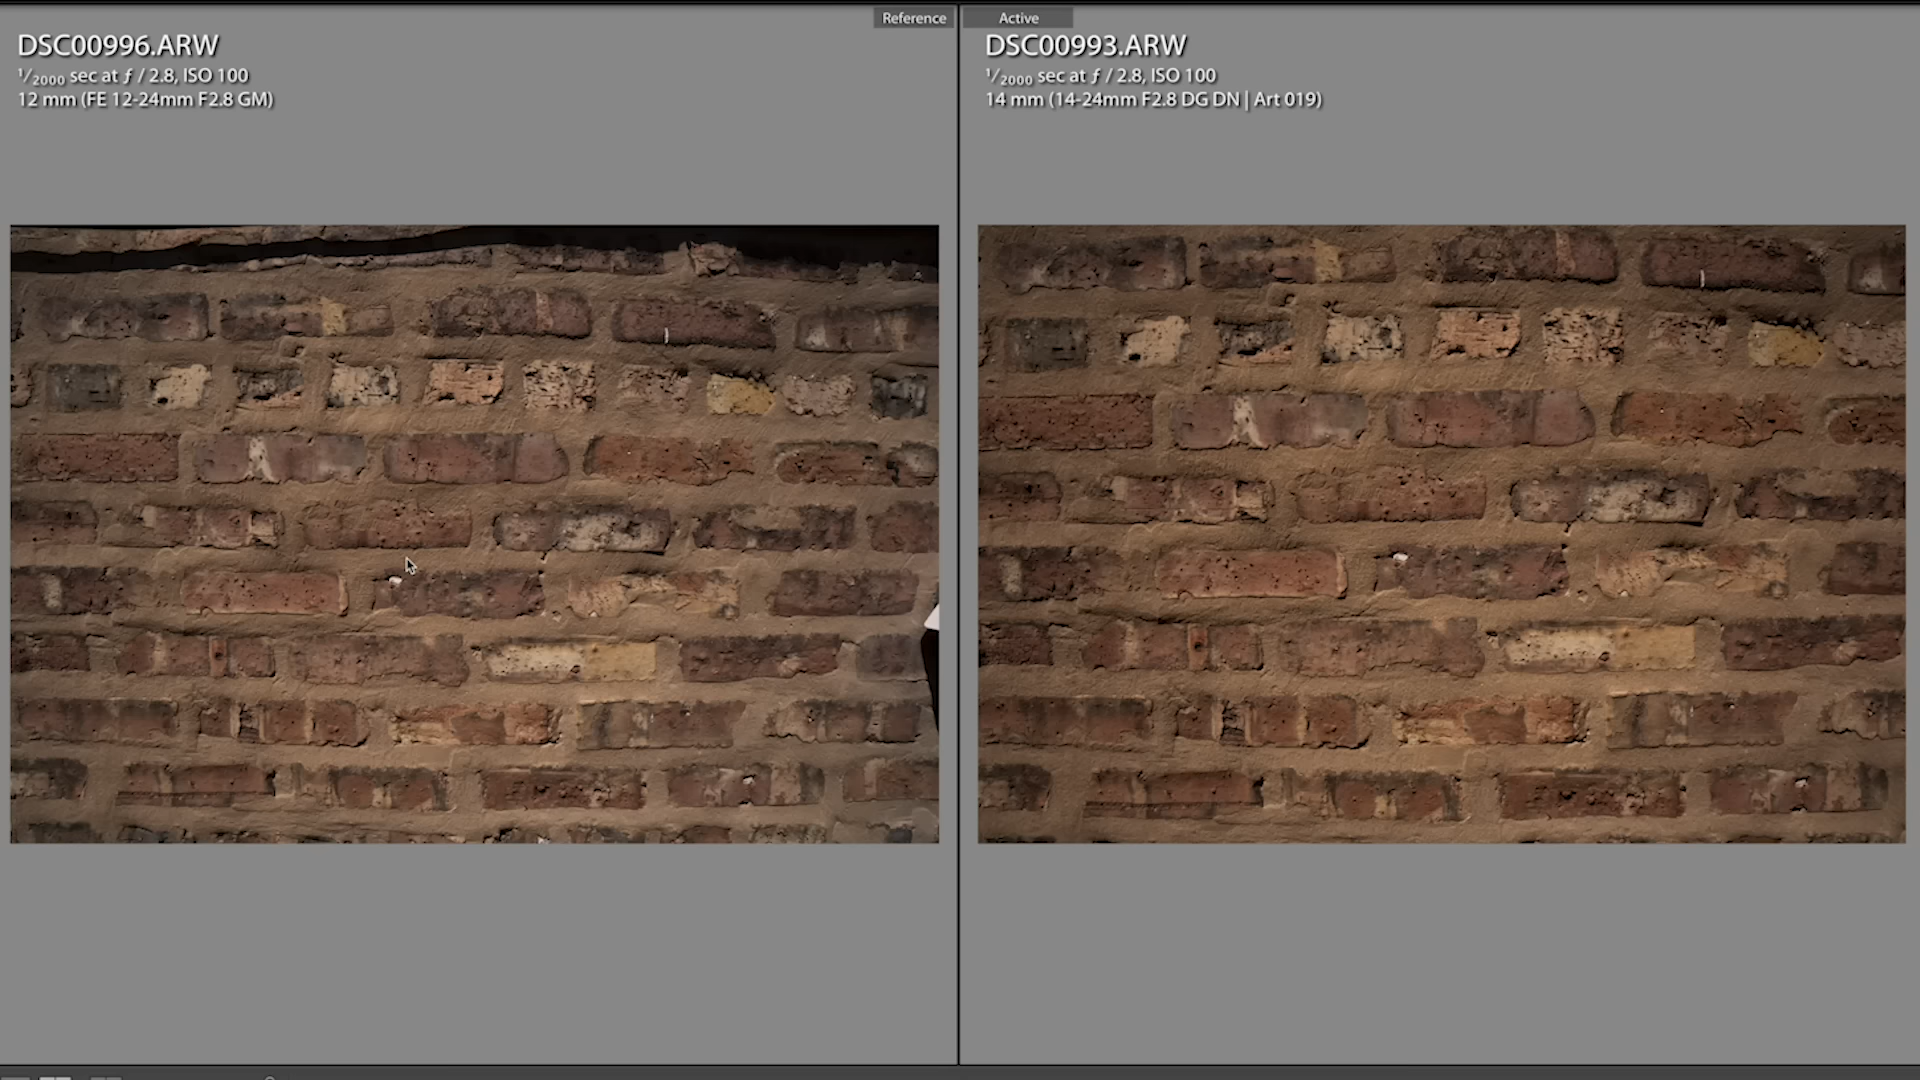 Reference
DSC00996.ARW
1/2000 sec at ƒ / 2.8, ISO 100
12 mm (FE 12-24mm F2.8 GM)
Active
DSC00993.ARW
1/2000 sec at ƒ / 2.8, ISO 100
14 mm (14-24mm F2.8 DG DN | Art 019)